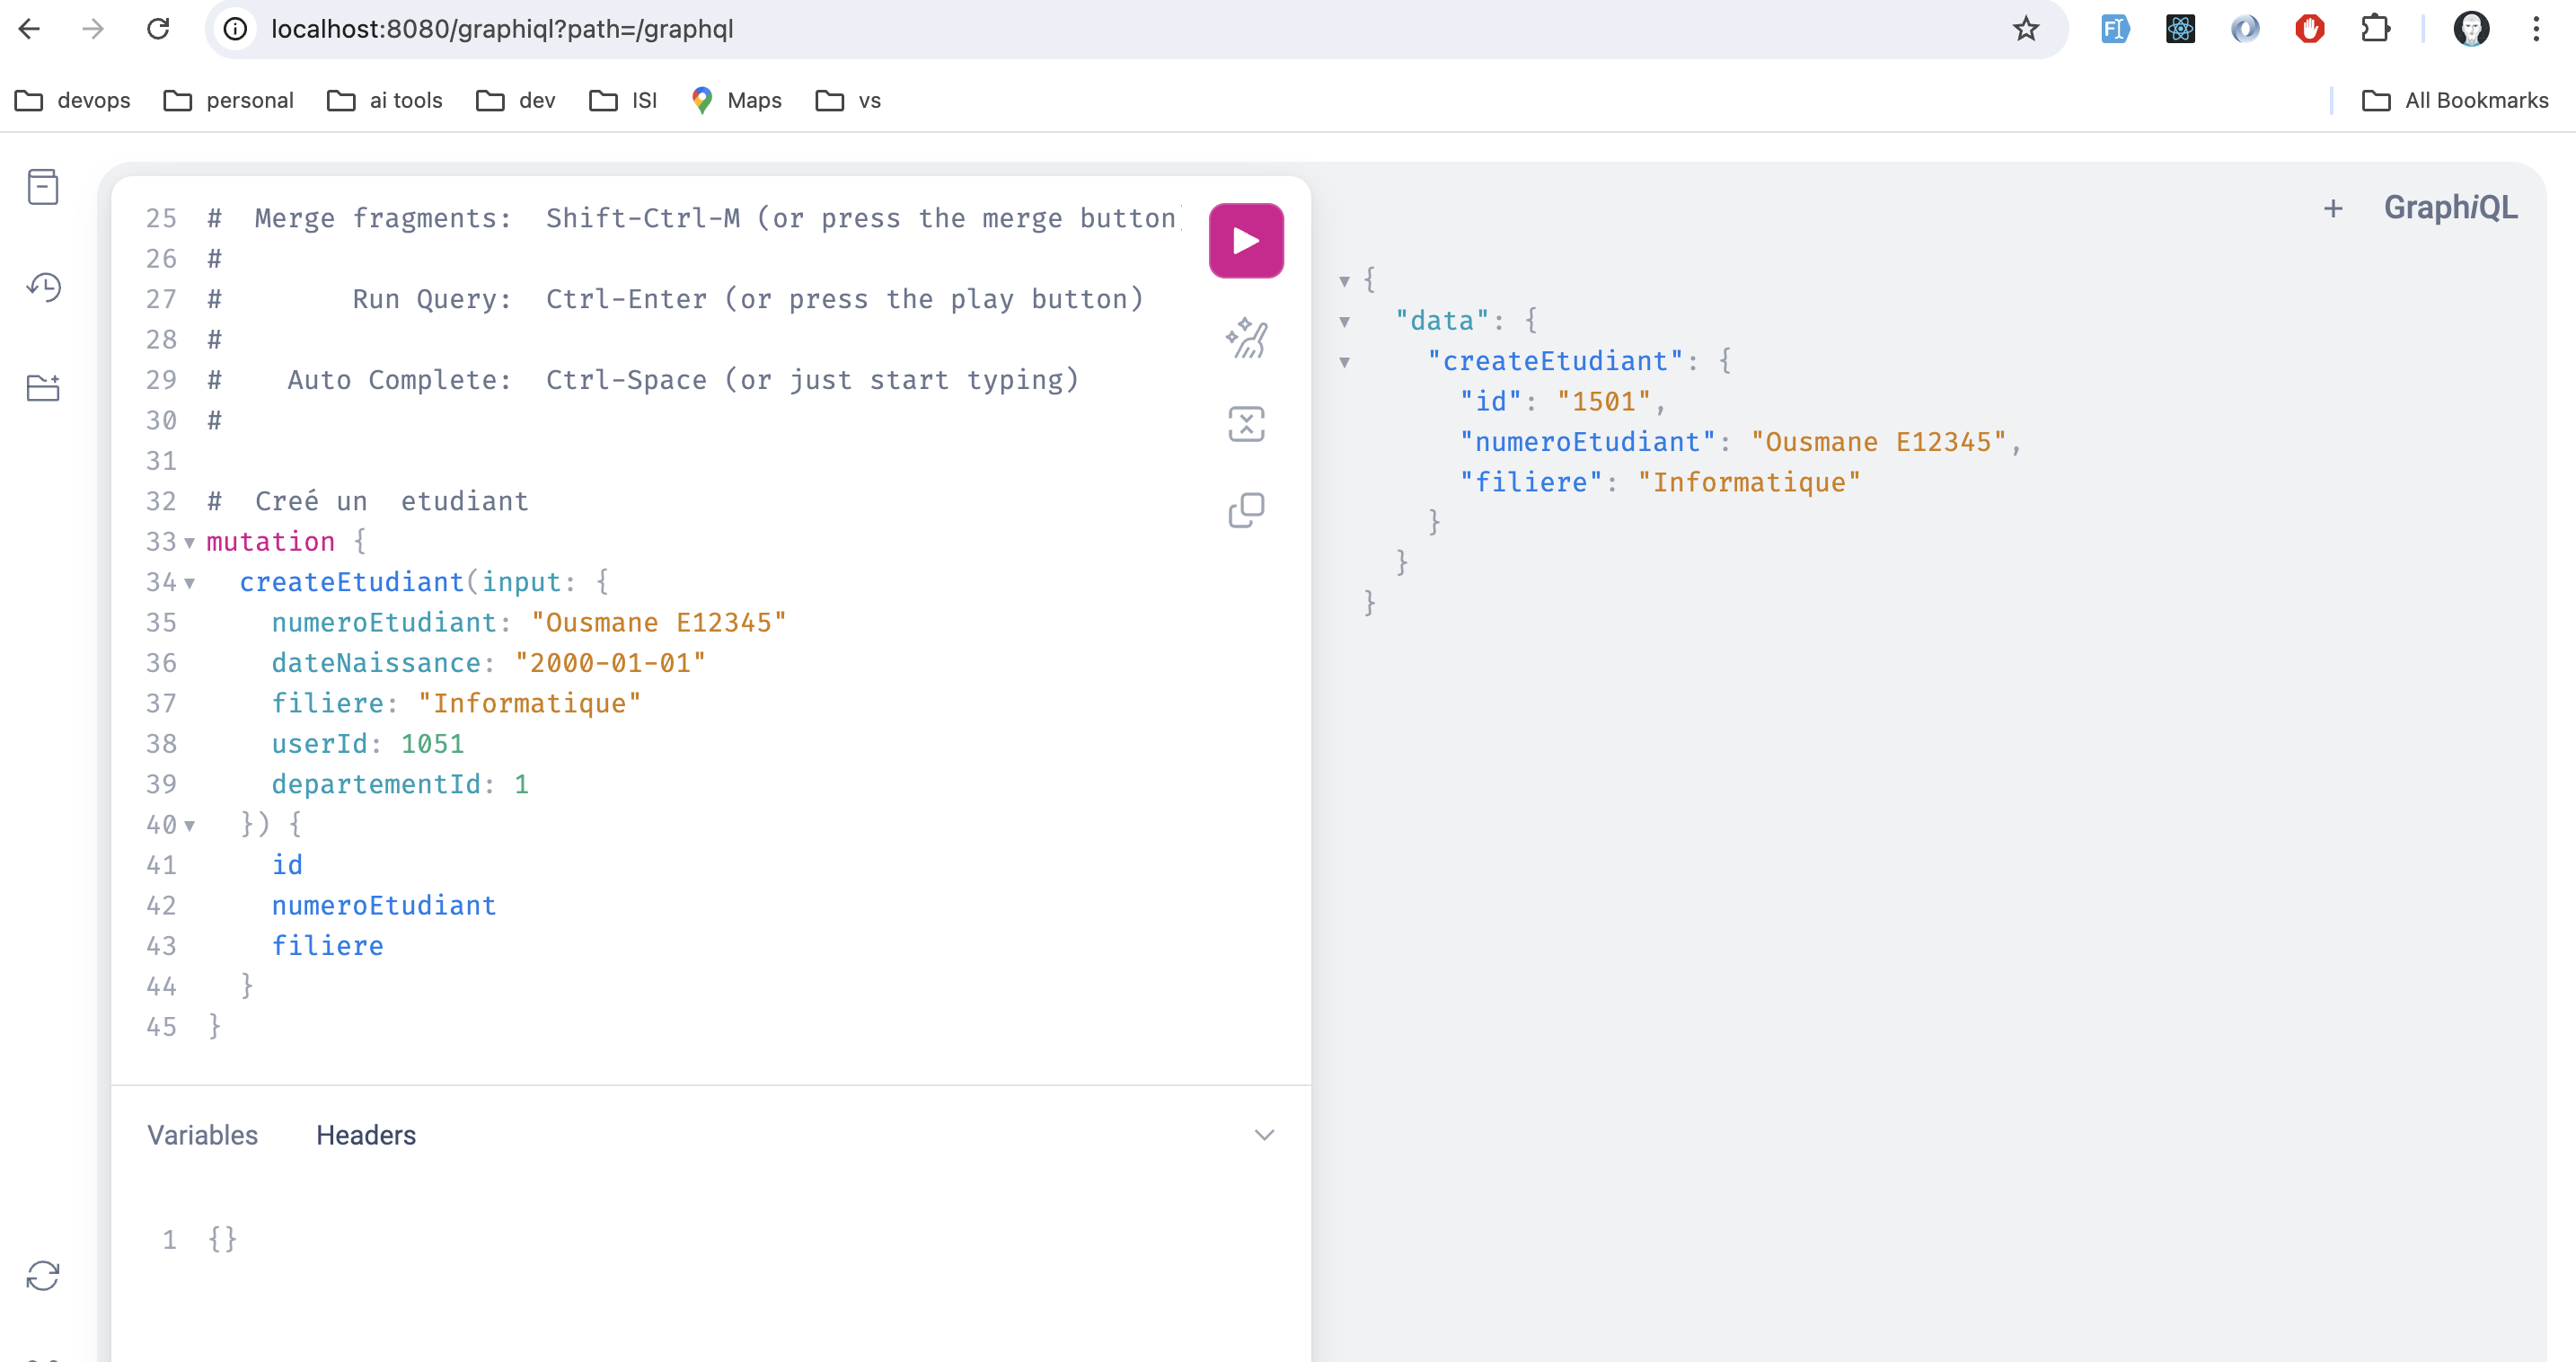 localhost:8080/graphiql?path=/graphql
devops personal ai tools dev ISI Maps vs All Bookmarks
25 #  Merge fragments:  Shift-Ctrl-M (or press the merge button)
26 #
27 #        Run Query:  Ctrl-Enter (or press the play button)
28 #
29 #    Auto Complete:  Ctrl-Space (or just start typing)
30 #
31
32 #  Creé un  etudiant
33 mutation {
34   createEtudiant(input: {
35     numeroEtudiant: "Ousmane E12345"
36     dateNaissance: "2000-01-01"
37     filiere: "Informatique"
38     userId: 1051
39     departementId: 1
40   }) {
41     id
42     numeroEtudiant
43     filiere
44   }
45 }
Variables Headers
1 {}
+ GraphiQL
{
  "data": {
    "createEtudiant": {
      "id": "1501",
      "numeroEtudiant": "Ousmane E12345",
      "filiere": "Informatique"
    }
  }
}